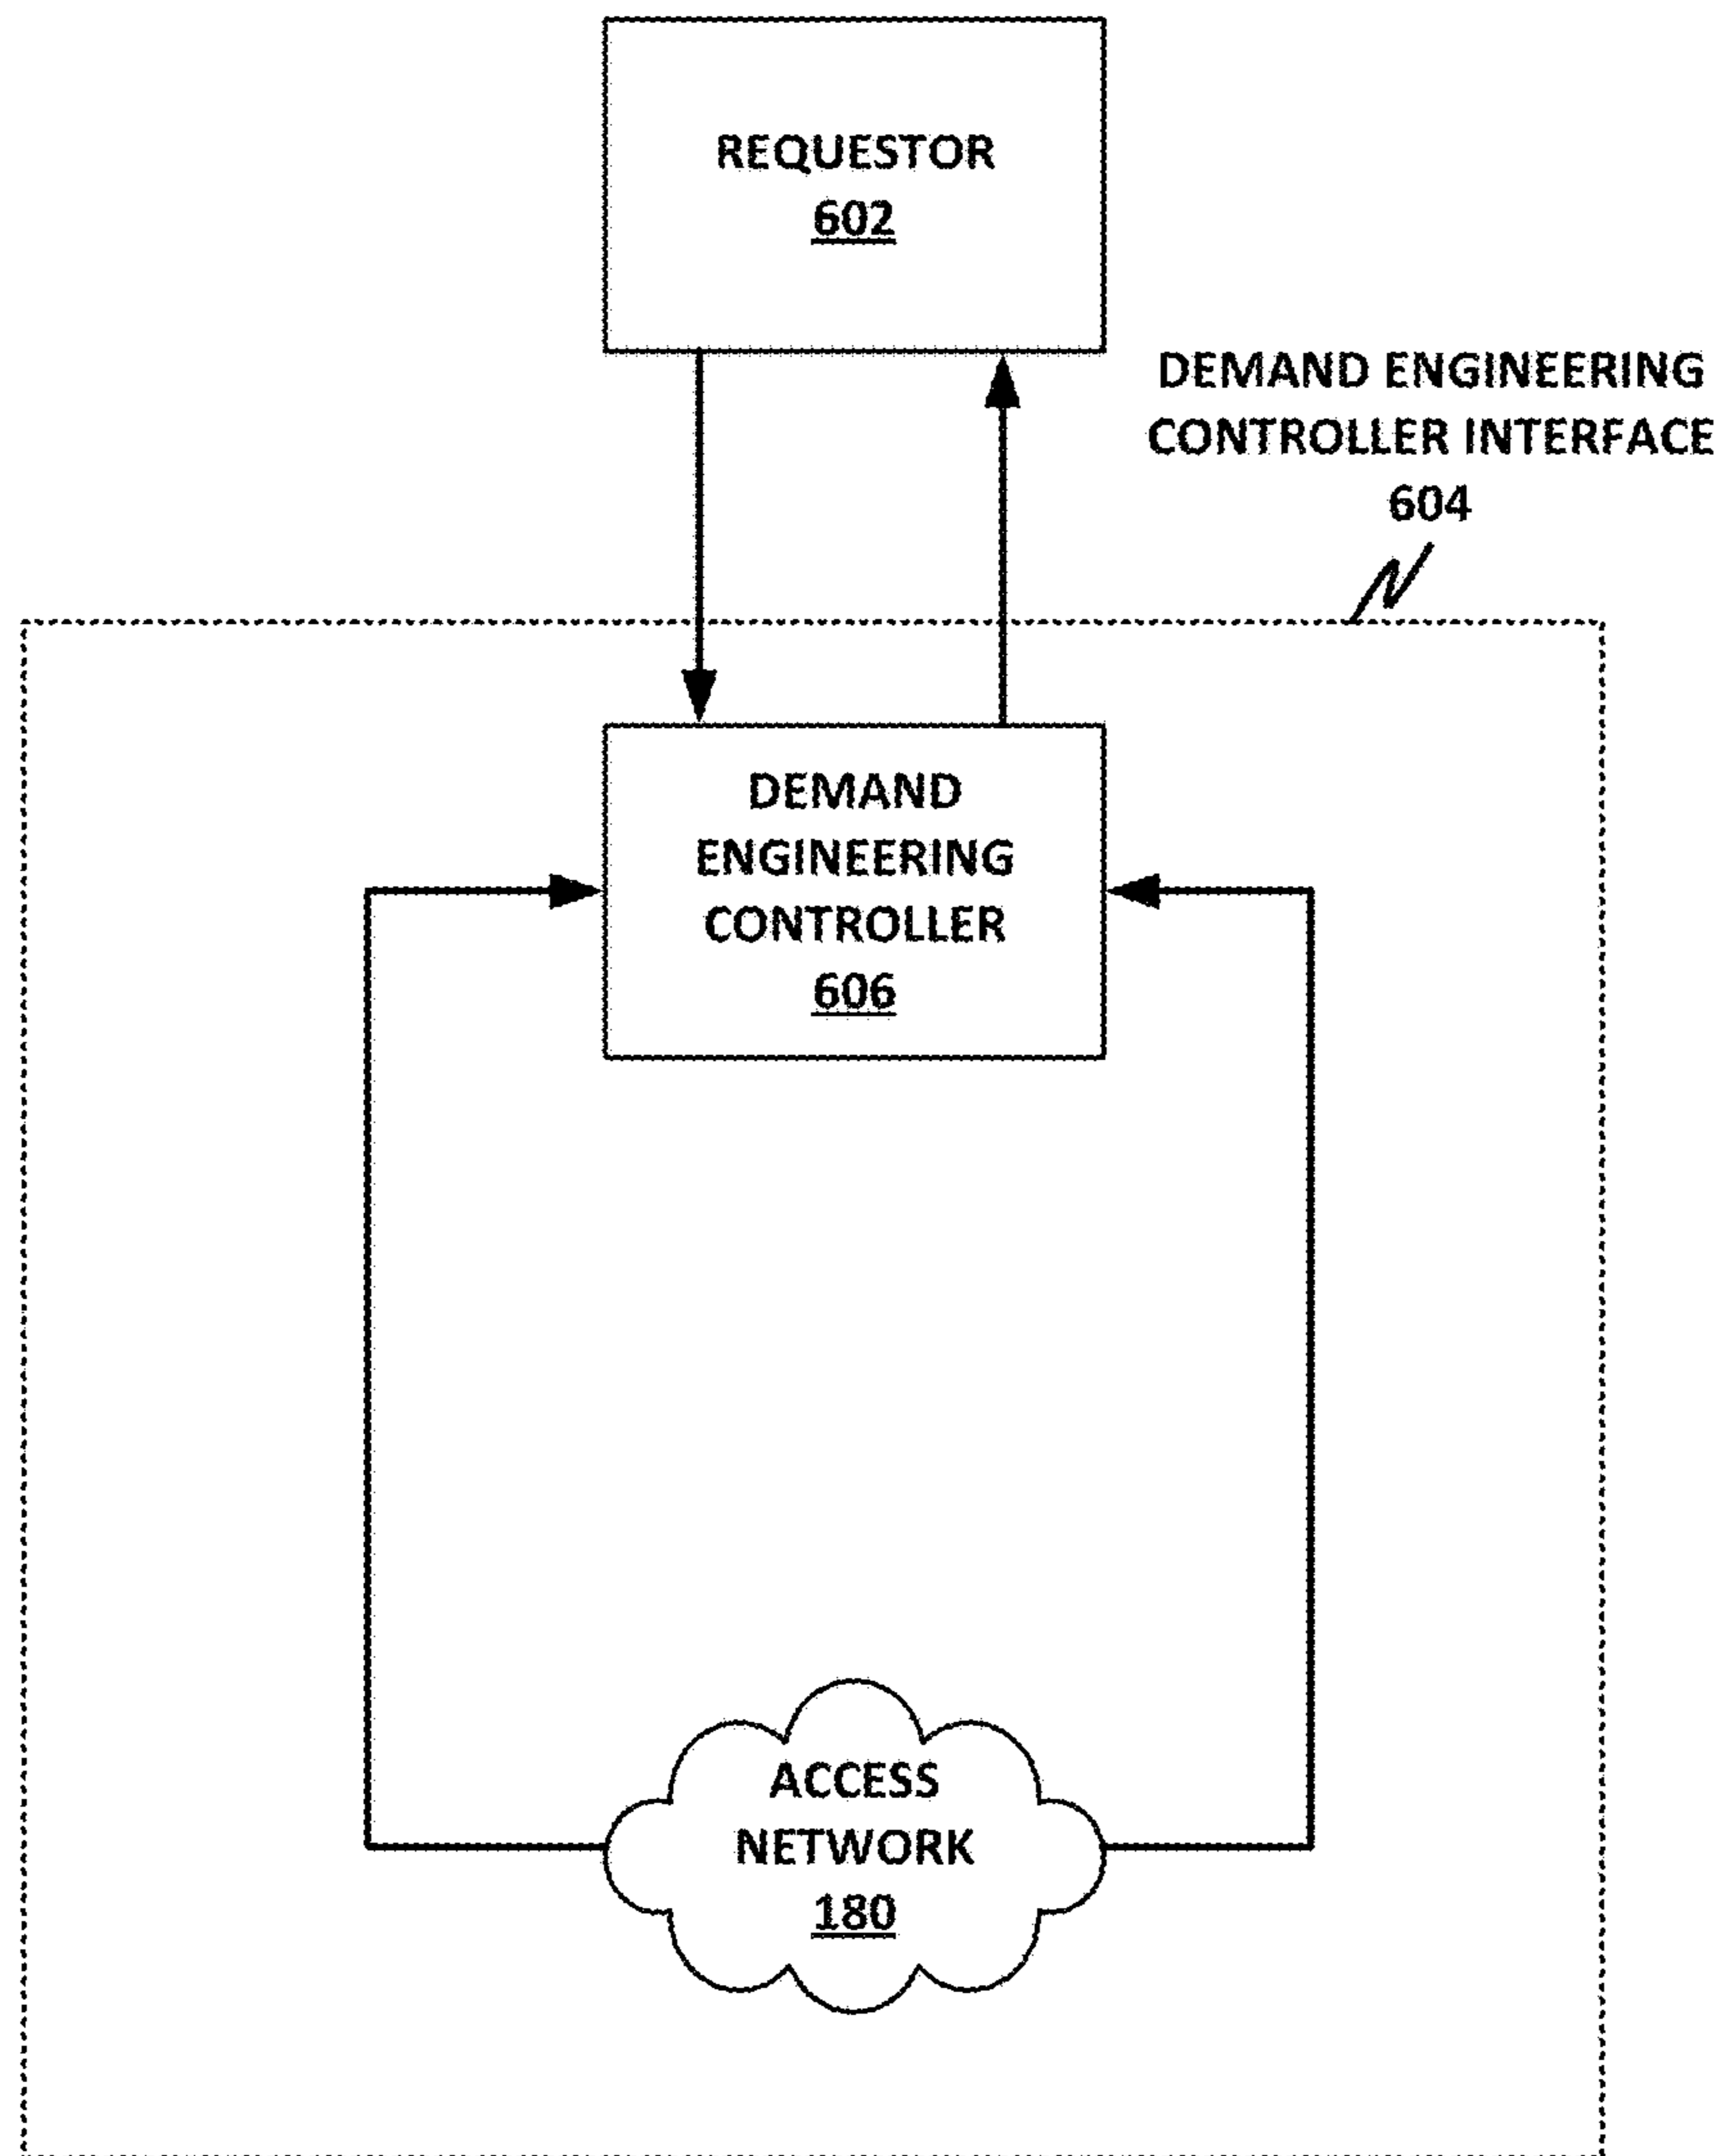 REQUESTOR
602
DEMAND ENGINEERING
CONTROLLER INTERFACE
604
DEMAND
ENGINEERING
CONTROLLER
606
ACCESS
NETWORK
180